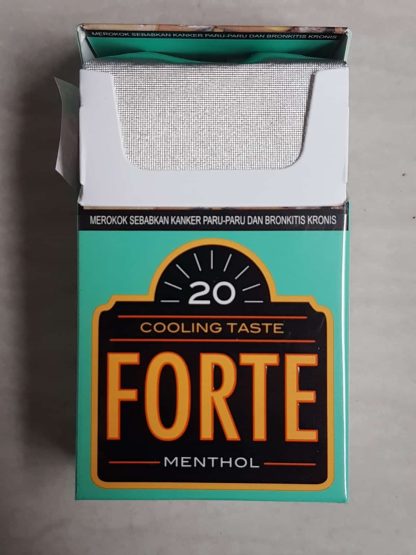 MEROKOK SEBABKAN KANKER PARU-PARU DAN BRONKITIS KRONIS
MEROKOK SEBABKAN KANKER PARU-PARU DAN BRONKITIS KRONIS
20
COOLING TASTE
FORTE
MENTHOL